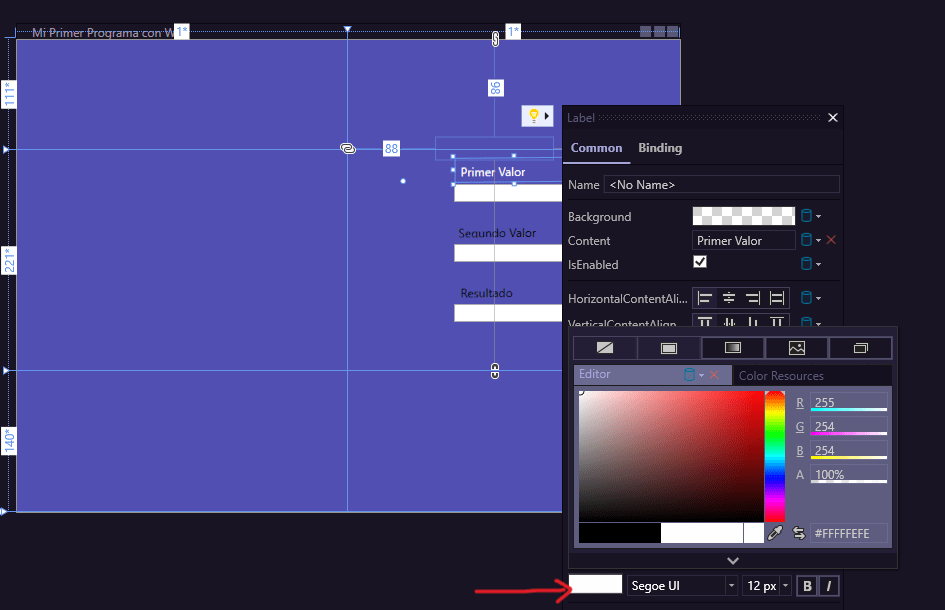 Mi Primer Programa con W
1*
1*
111*
98
Label
Common
Binding
88
Primer Valor
Name
<No Name>
Background
Segundo Valor
Content
Primer Valor
221*
IsEnabled
Resultado
HorizontalContentAli...
VerticalContentAlign
Editor
Color Resources
R 255
G 254
B 254
140*
A 100%
#FFFFFEFE
Segoe UI
12 px
B
I